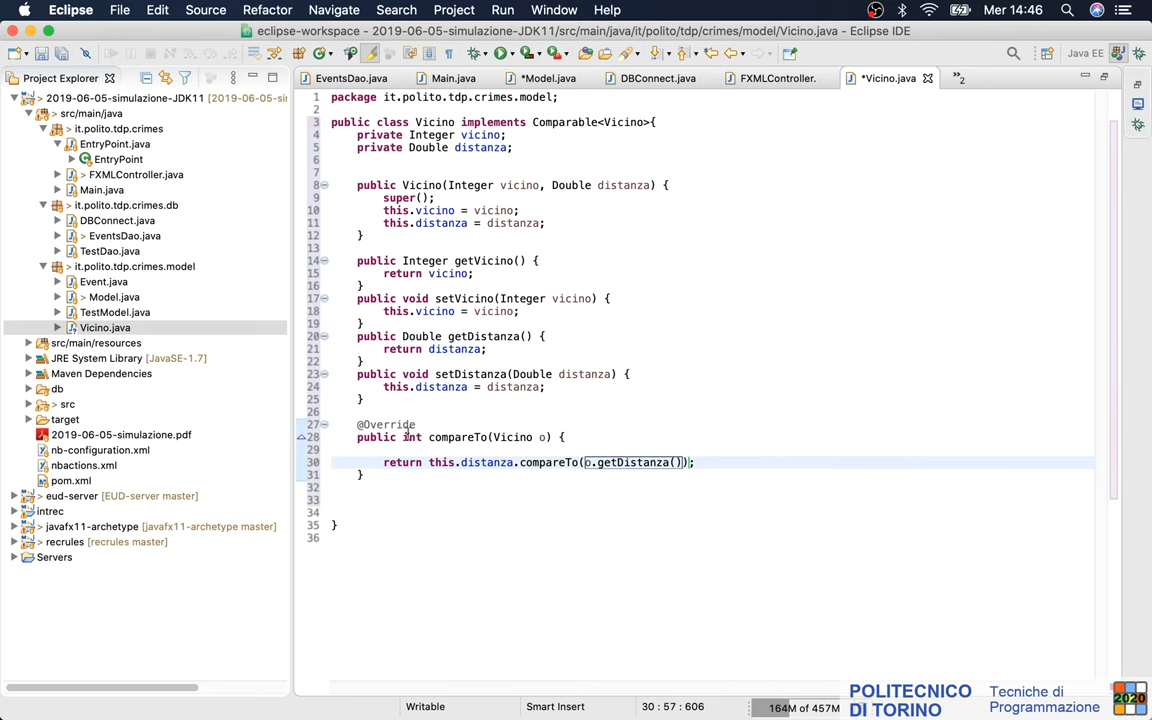 Eclipse File Edit Source Refactor Navigate Search Project Run Window Help Mer 14:46
eclipse-workspace - 2019-06-05-simulazione-JDK11/src/main/java/it/polito/tdp/crimes/model/Vicino.java - Eclipse IDE
Java EE
Project Explorer
EventsDao.java Main.java *Model.java DBConnect.java FXMLController. *Vicino.java »2
2019-06-05-simulazione-JDK11 [2019-06-05-si
> src/main/java
> it.polito.tdp.crimes
EntryPoint.java
EntryPoint
> FXMLController.java
Main.java
> it.polito.tdp.crimes.db
DBConnect.java
> EventsDao.java
TestDao.java
> it.polito.tdp.crimes.model
Event.java
> Model.java
TestModel.java
Vicino.java
src/main/resources
JRE System Library [JavaSE-1.7]
Maven Dependencies
db
> src
target
2019-06-05-simulazione.pdf
nb-configuration.xml
nbactions.xml
pom.xml
eud-server [EUD-server master]
intrec
javafx11-archetype [javafx11-archetype master]
recrules [recrules master]
Servers
1 package it.polito.tdp.crimes.model;
2
3 public class Vicino implements Comparable<Vicino>{
4 private Integer vicino;
5 private Double distanza;
6
7
8 public Vicino(Integer vicino, Double distanza) {
9 super();
10 this.vicino = vicino;
11 this.distanza = distanza;
12 }
13
14 public Integer getVicino() {
15 return vicino;
16 }
17 public void setVicino(Integer vicino) {
18 this.vicino = vicino;
19 }
20 public Double getDistanza() {
21 return distanza;
22 }
23 public void setDistanza(Double distanza) {
24 this.distanza = distanza;
25 }
26
27 @Override
28 public int compareTo(Vicino o) {
29
30 return this.distanza.compareTo(o.getDistanza());
31 }
32
33
34
35 }
36
Writable Smart Insert 30 : 57 : 606 164M of 457M
POLITECNICO
DI TORINO
Tecniche di
Programmazione
2020